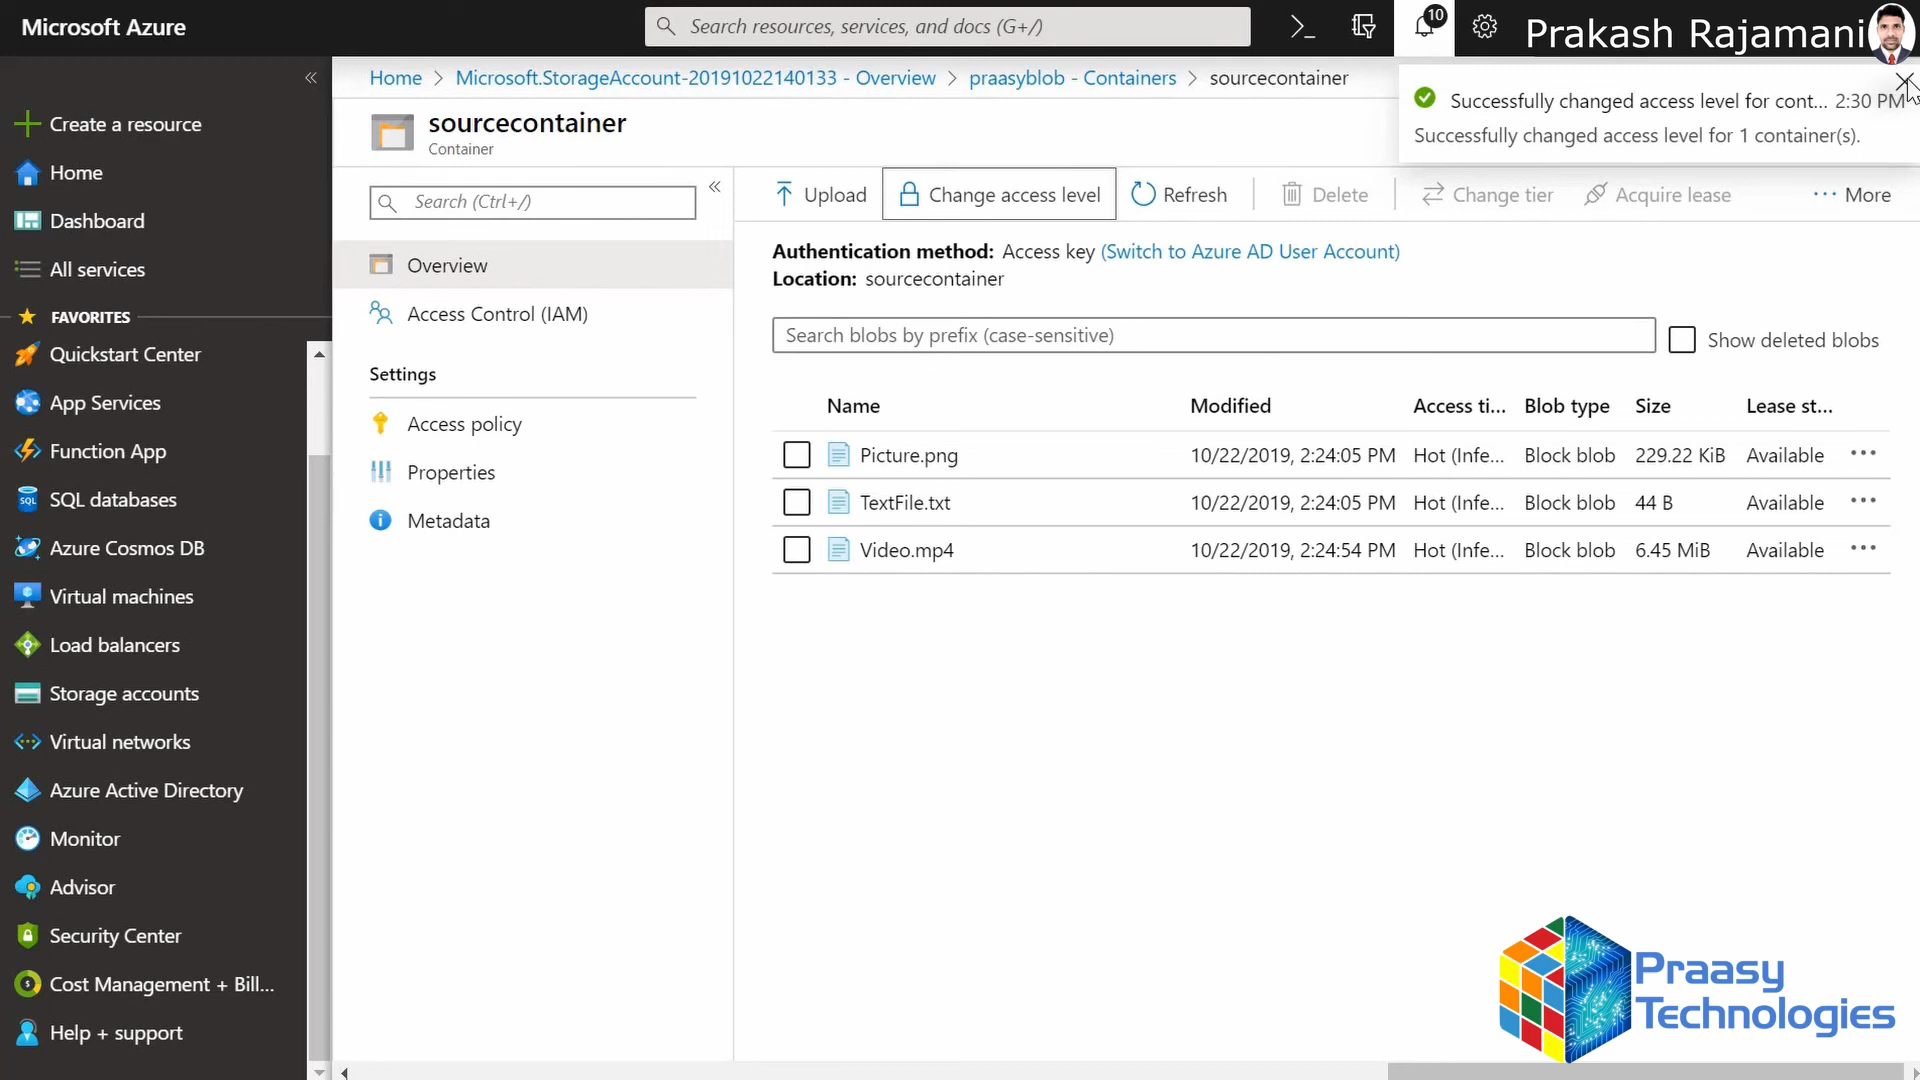 Microsoft Azure
Search resources, services, and docs (G+/)
10
Prakash Rajamani
Home > Microsoft.StorageAccount-20191022140133 - Overview > praasyblob - Containers > sourcecontainer
Successfully changed access level for cont... 2:30 PM
Successfully changed access level for 1 container(s).
sourcecontainer
Container
Create a resource
Home
Dashboard
All services
FAVORITES
Quickstart Center
App Services
Function App
SQL databases
Azure Cosmos DB
Virtual machines
Load balancers
Storage accounts
Virtual networks
Azure Active Directory
Monitor
Advisor
Security Center
Cost Management + Bill...
Help + support
Search (Ctrl+/)
Overview
Access Control (IAM)
Settings
Access policy
Properties
Metadata
Upload Change access level Refresh Delete Change tier Acquire lease ... More
Authentication method: Access key (Switch to Azure AD User Account)
Location: sourcecontainer
Search blobs by prefix (case-sensitive) Show deleted blobs
Name Modified Access ti... Blob type Size Lease st...
Picture.png 10/22/2019, 2:24:05 PM Hot (Infe... Block blob 229.22 KiB Available ...
TextFile.txt 10/22/2019, 2:24:05 PM Hot (Infe... Block blob 44 B Available ...
Video.mp4 10/22/2019, 2:24:54 PM Hot (Infe... Block blob 6.45 MiB Available ...
Praasy
Technologies